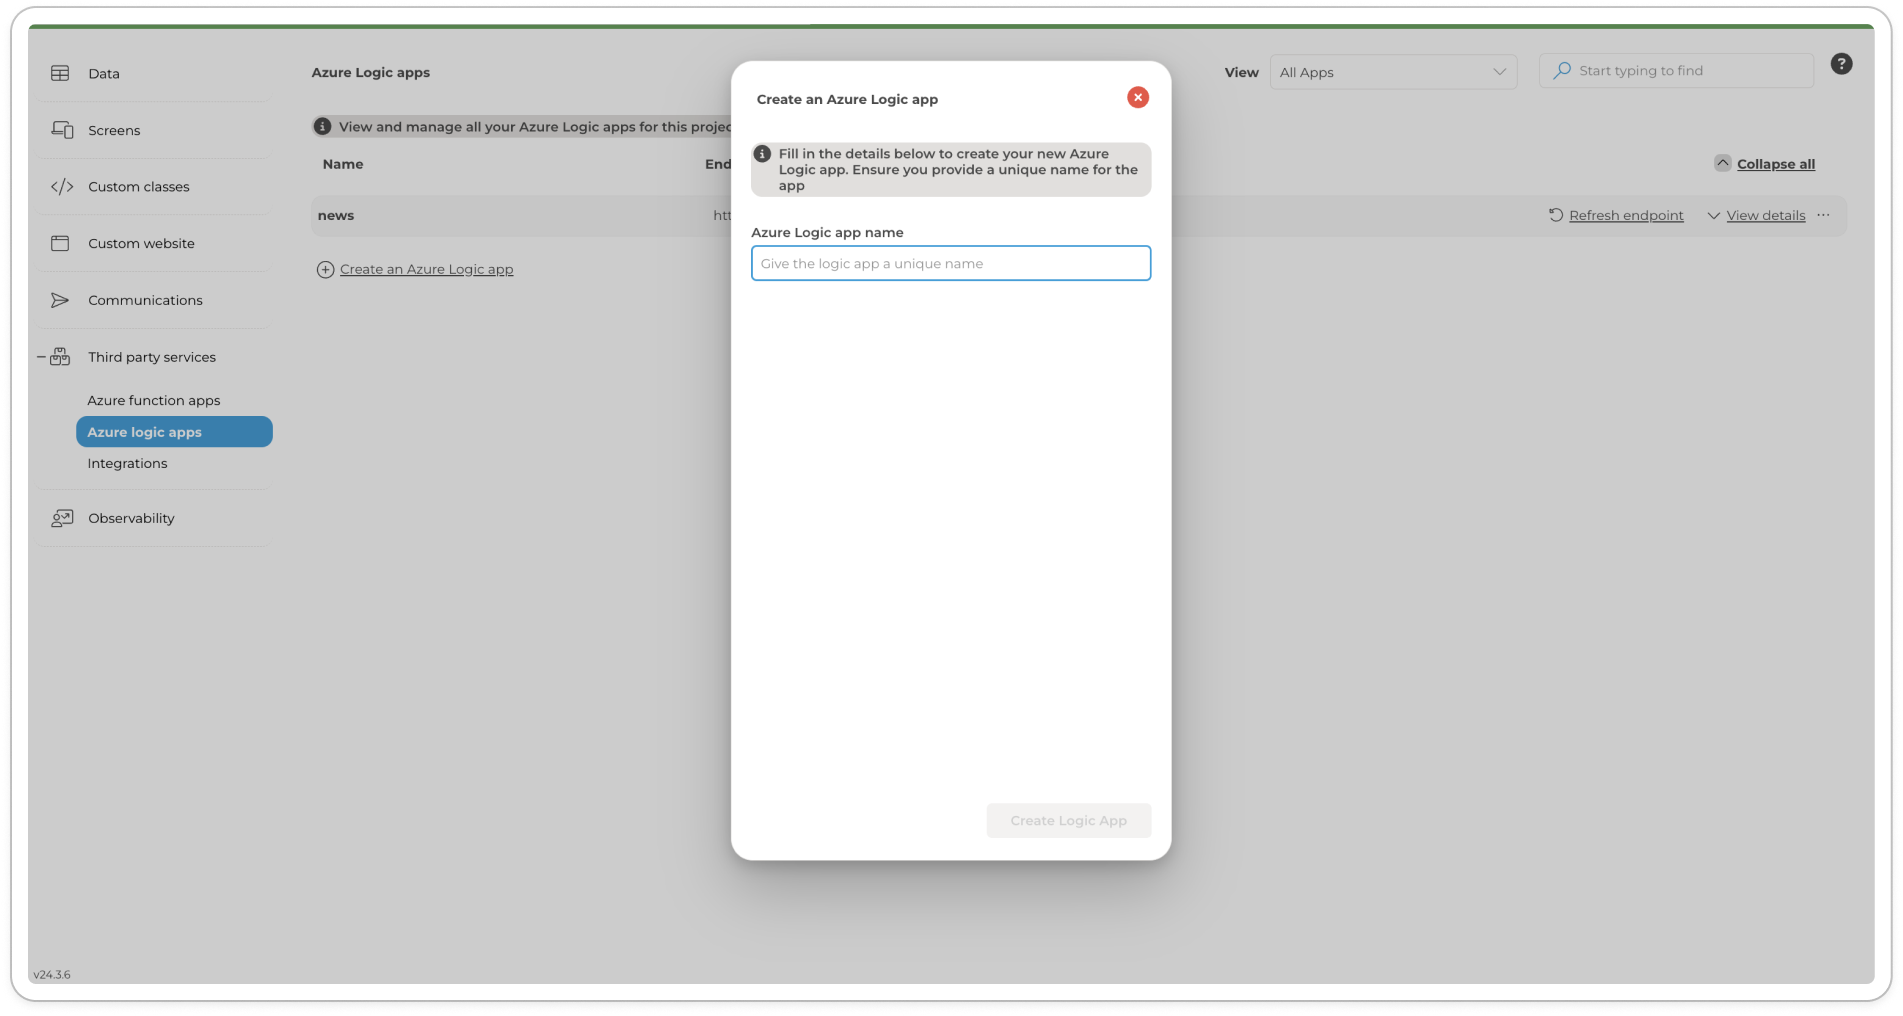 Data
Screens
Custom classes
Custom website
Communications
Third party services
Azure function apps
Azure logic apps
Integrations
Observability
v24.3.6
Azure Logic apps
View
All Apps
Start typing to find
View and manage all your Azure Logic apps for this projec
Name
End
Collapse all
news
htt
Refresh endpoint
View details
Create an Azure Logic app
Create an Azure Logic app
Fill in the details below to create your new Azure
Logic app. Ensure you provide a unique name for the
app
Azure Logic app name
Give the logic app a unique name
Create Logic App